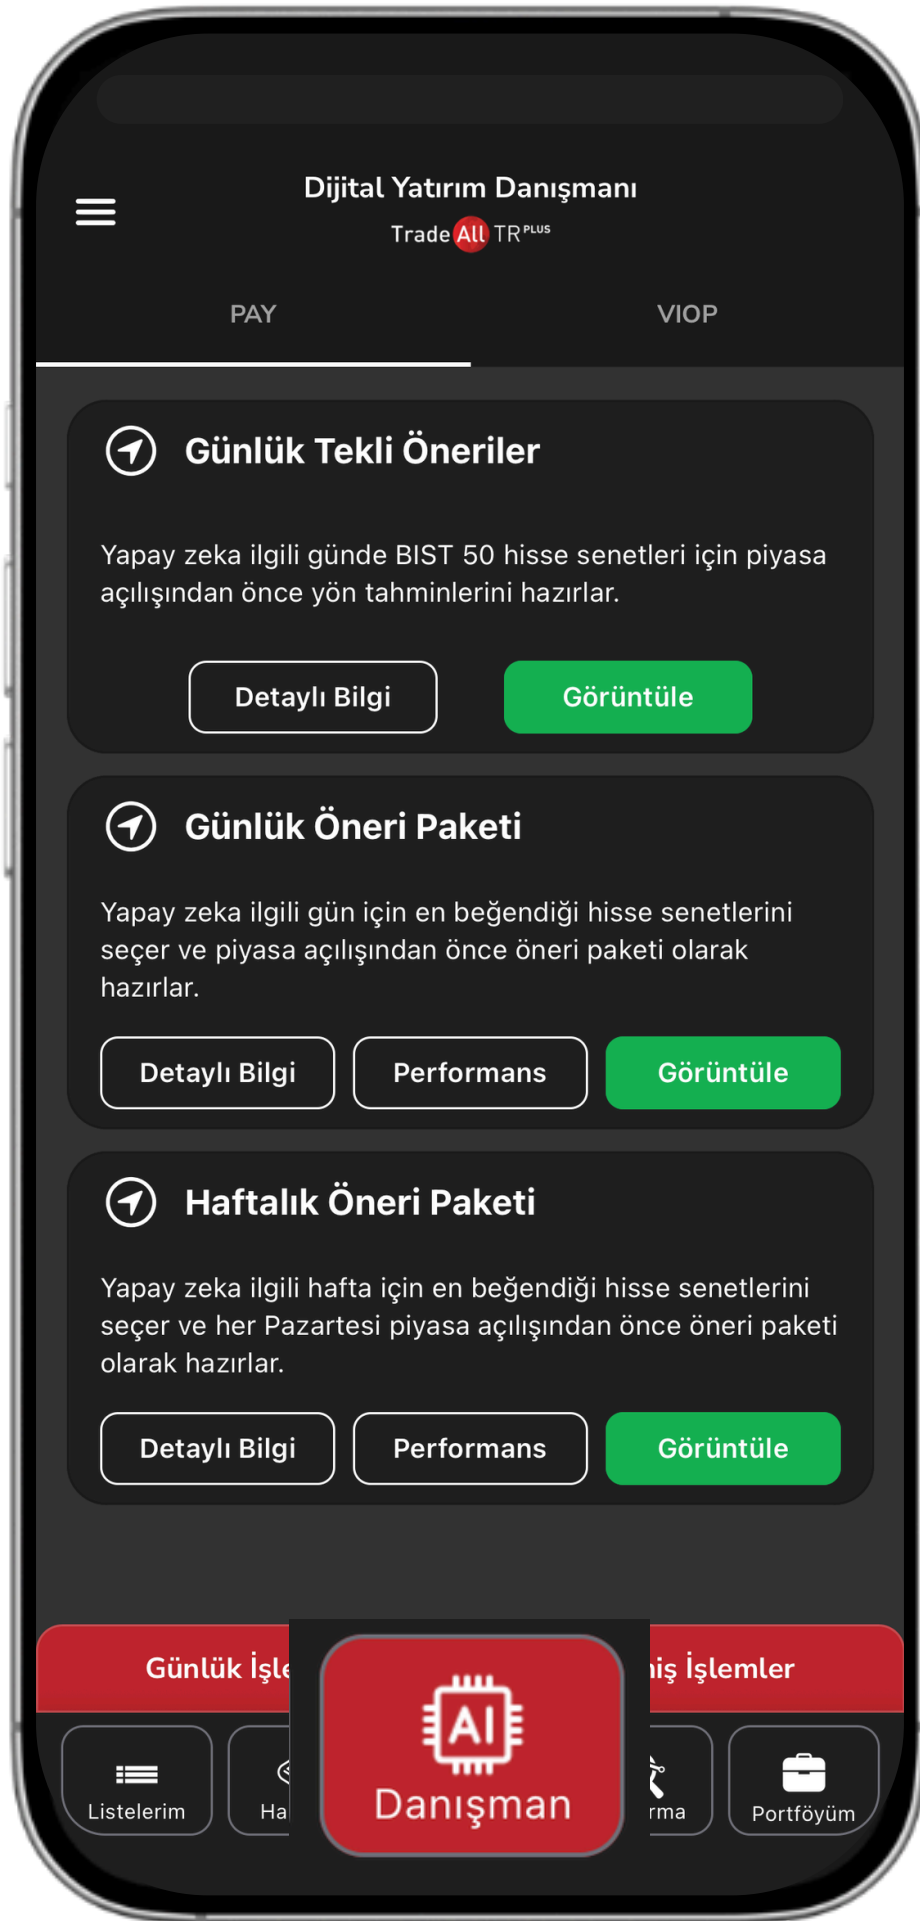 Dijital Yatırım Danışmanı
Trade All TR PLUS
PAY
VIOP
Günlük Tekli Öneriler
Yapay zeka ilgili günde BIST 50 hisse senetleri için piyasa
açılışından önce yön tahminlerini hazırlar.
Detaylı Bilgi
Görüntüle
Günlük Öneri Paketi
Yapay zeka ilgili gün için en beğendiği hisse senetlerini
seçer ve piyasa açılışından önce öneri paketi olarak
hazırlar.
Detaylı Bilgi
Performans
Görüntüle
Haftalık Öneri Paketi
Yapay zeka ilgili hafta için en beğendiği hisse senetlerini
seçer ve her Pazartesi piyasa açılışından önce öneri paketi
olarak hazırlar.
Detaylı Bilgi
Performans
Görüntüle
Günlük
İşlemler
Listelerim
AI
Danışman
Portföyüm